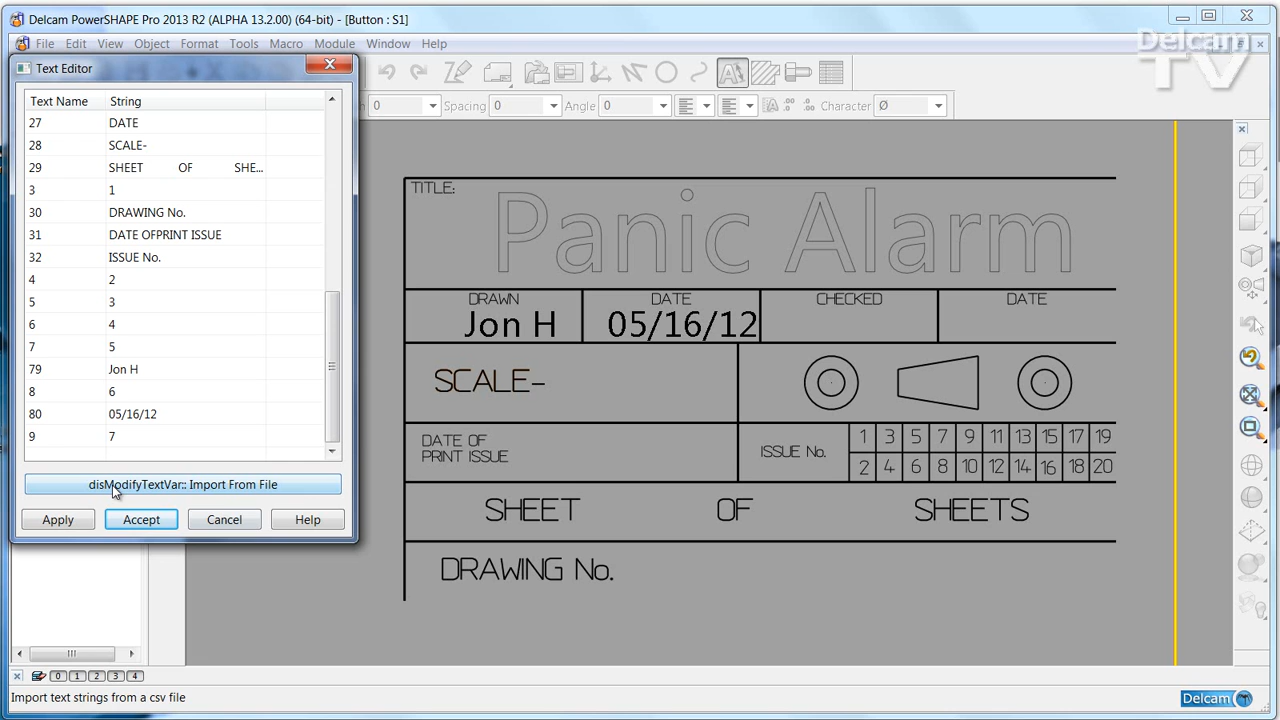 Delcam PowerSHAPE Pro 2013 R2 (ALPHA 13.2.00) (64-bit) - [Button : S1]
File Edit View Object Format Tools Macro Module Window Help
Delcam
TV
Text Editor
0 Spacing 0 Angle 0 Character Ø
Text Name String
27 DATE
28 SCALE-
29 SHEET OF SHE...
3 1
30 DRAWING No.
31 DATE OFPRINT ISSUE
32 ISSUE No.
4 2
5 3
6 4
7 5
79 Jon H
8 6
80 05/16/12
9 7
disModifyTextVar:: Import From File
Apply Accept Cancel Help
TITLE:
Panic Alarm
DRAWN DATE CHECKED DATE
Jon H 05/16/12
SCALE-
DATE OF
PRINT ISSUE
ISSUE No.
1 3 5 7 9 11 13 15 17 19
2 4 6 8 10 12 14 16 18 20
SHEET OF SHEETS
DRAWING No.
0 1 2 3 4
Import text strings from a csv file
Delcam